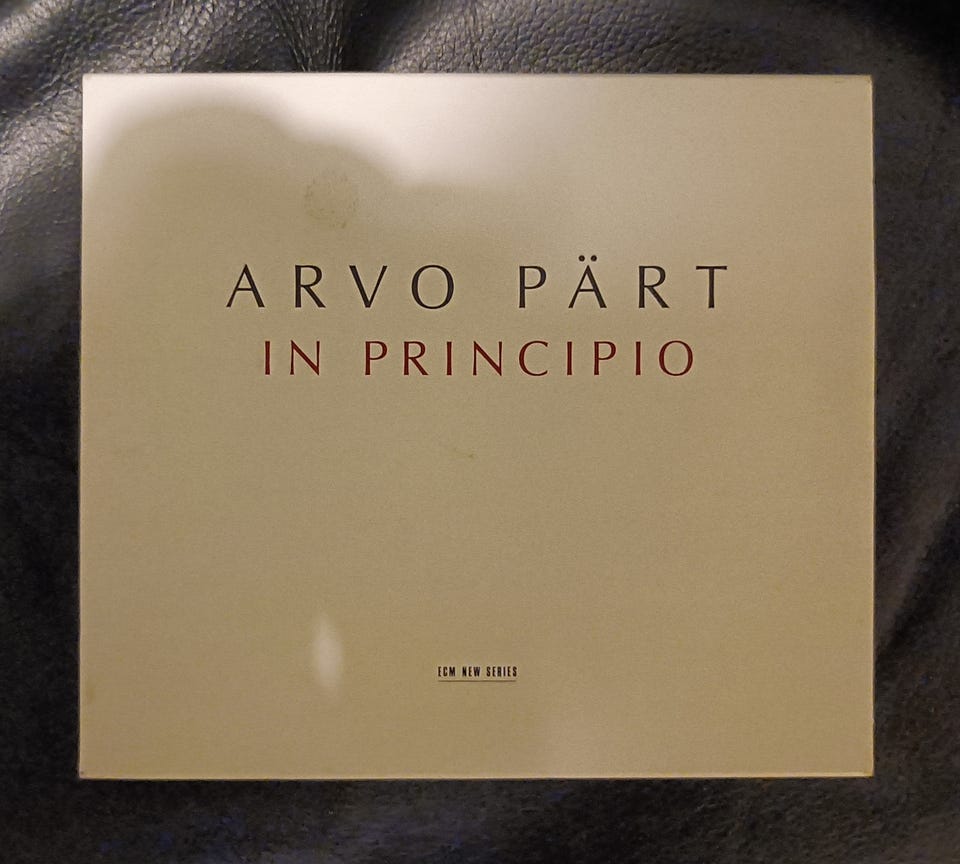 ARVO PÄRT
IN PRINCIPIO
ECM NEW SERIES